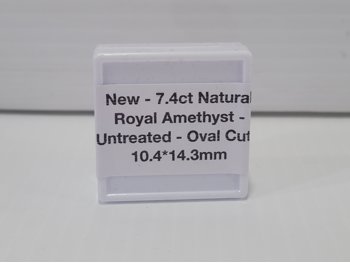 New - 7.4ct Natural
Royal Amethyst -
Untreated - Oval Cut
10.4*14.3mm